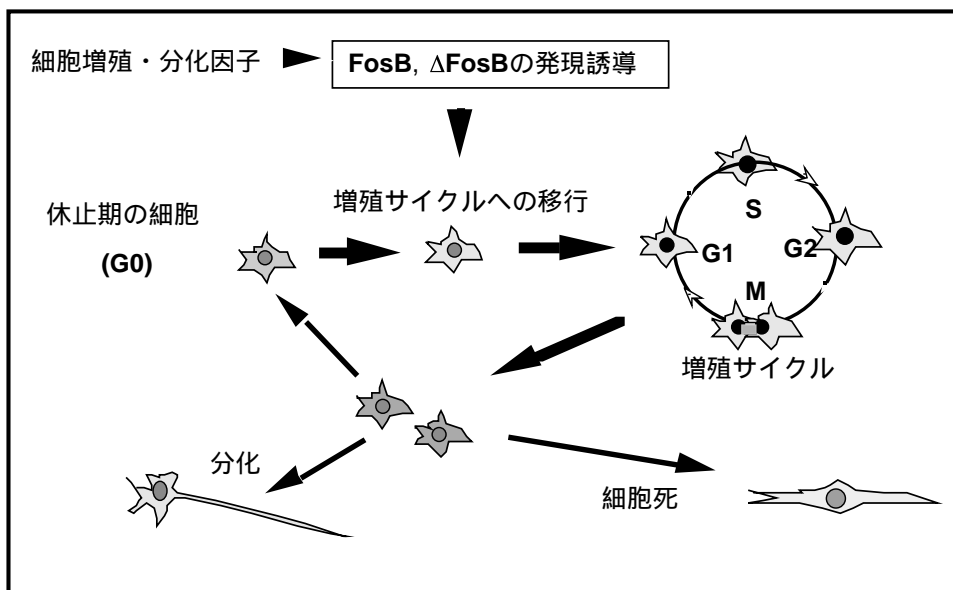 細胞増殖・分化因子
FosB, ΔFosBの発現誘導
増殖サイクルへの移行
休止期の細胞
(G0)
S
G1
G2
M
増殖サイクル
分化
細胞死